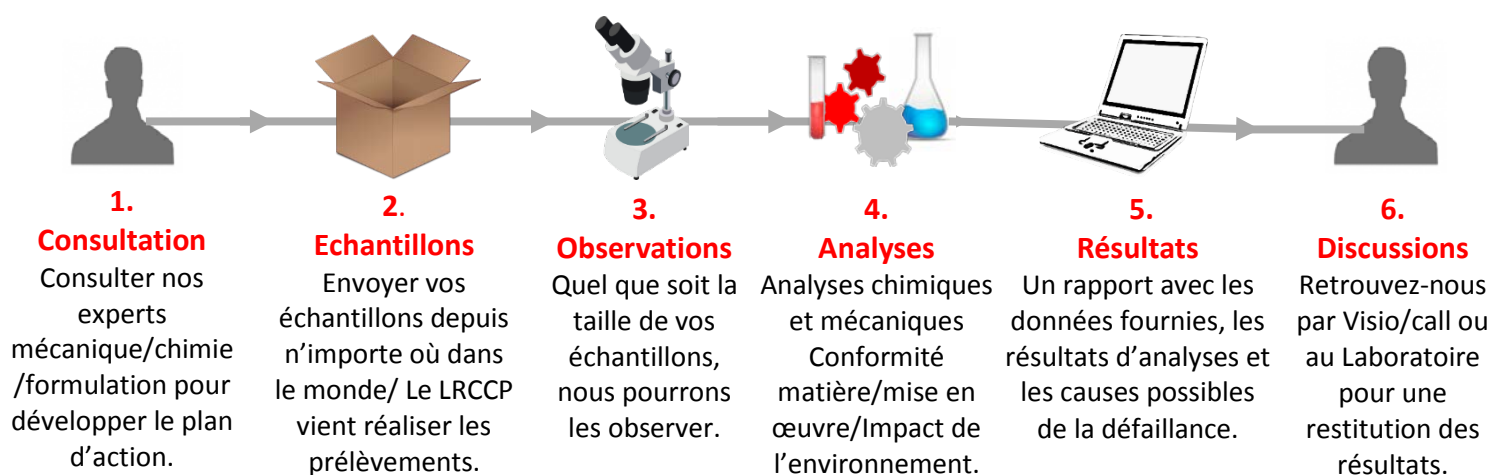 1.
Consultation
Consulter nos
experts
mécanique/chimie
/formulation pour
développer le plan
d’action.
2.
Echantillons
Envoyer vos
échantillons depuis
n’importe où dans
le monde/ Le LRCCP
vient réaliser les
prélèvements.
3.
Observations
Quel que soit la
taille de vos
échantillons,
nous pourrons
les observer.
4.
Analyses
Analyses chimiques
et mécaniques
Conformité
matière/mise en
œuvre/Impact de
l’environnement.
5.
Résultats
Un rapport avec les
données fournies, les
résultats d’analyses et
les causes possibles
de la défaillance.
6.
Discussions
Retrouvez-nous
par Visio/call ou
au Laboratoire
pour une
restitution des
résultats.